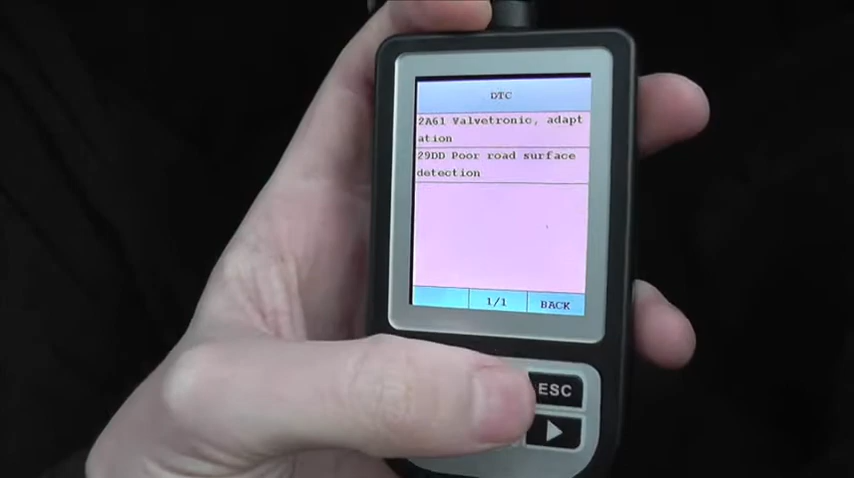 DTC
2A61 Valvetronic, adapt
ation
29DD Poor road surface
detection
1/1
BACK
ESC